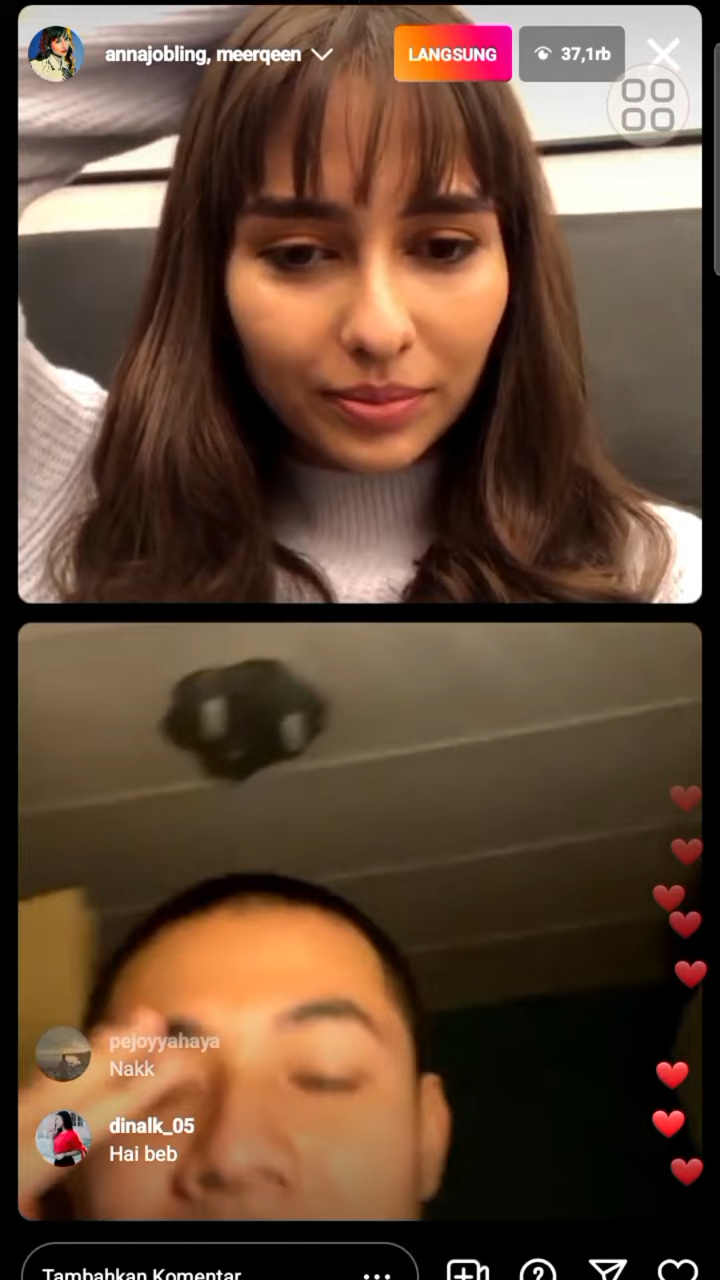 annajobling, meerqeen
LANGSUNG
37,1rb
pejoyyahaya
Nakk
dinalk_05
Hai beb
Tambahkan Komentar